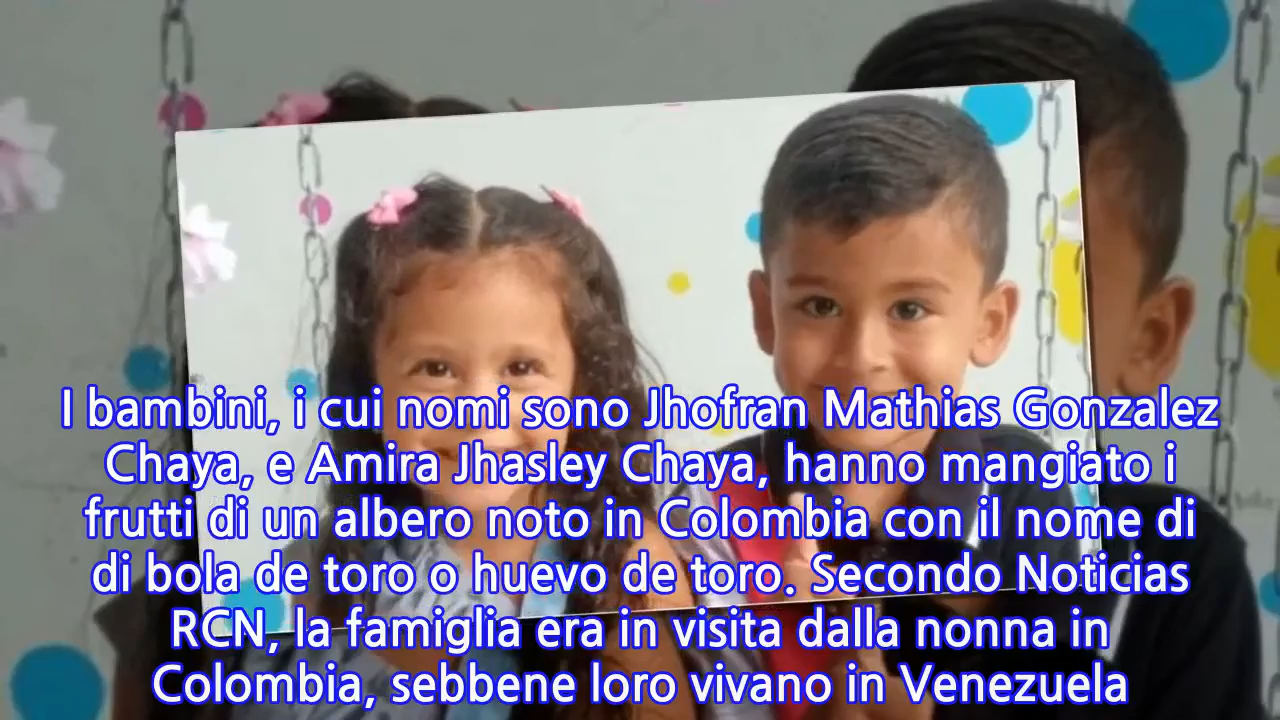 I bambini, i cui nomi sono Jhofran Mathias Gonzalez
Chaya, e Amira Jhasley Chaya, hanno mangiato i
frutti di un albero noto in Colombia con il nome di
di bola de toro o huevo de toro. Secondo Noticias
RCN, la famiglia era in visita dalla nonna in
Colombia, sebbene loro vivano in Venezuela